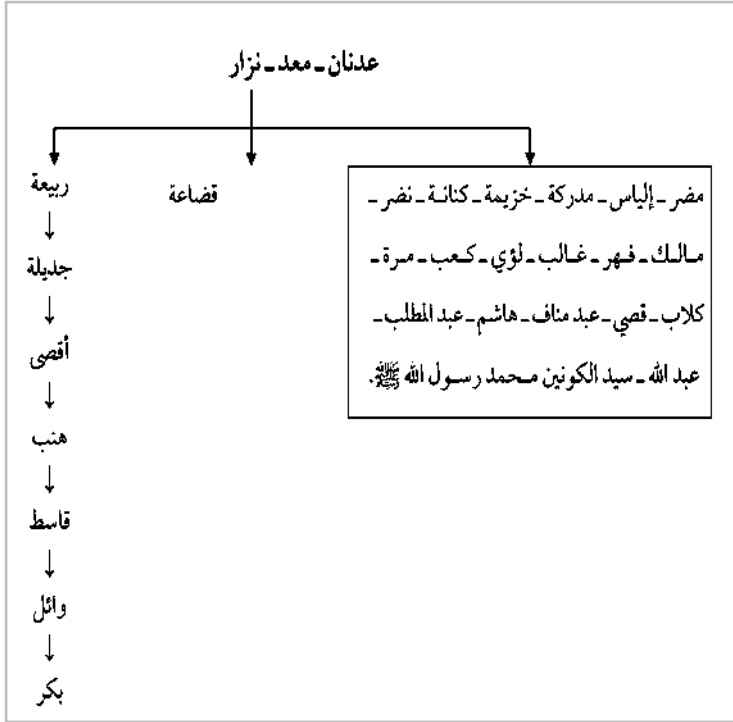 عدنان ـ معد ـ نزار
مضر ـ إلياس ـ مدركة ـ خزيمة ـ كنانة ـ نضر ـ
مالك ـ فهر ـ غالب ـ لؤي ـ كعب ـ مرة ـ
كلاب ـ قصي ـ عبد مناف ـ هاشم ـ عبد المطلب ـ
عبد الله ـ سيد الكونين محمد رسول الله ﷺ.
قضاعة
ربيعة
↓
جديلة
↓
أقصى
↓
هنب
↓
قاسط
↓
وائل
↓
بكر